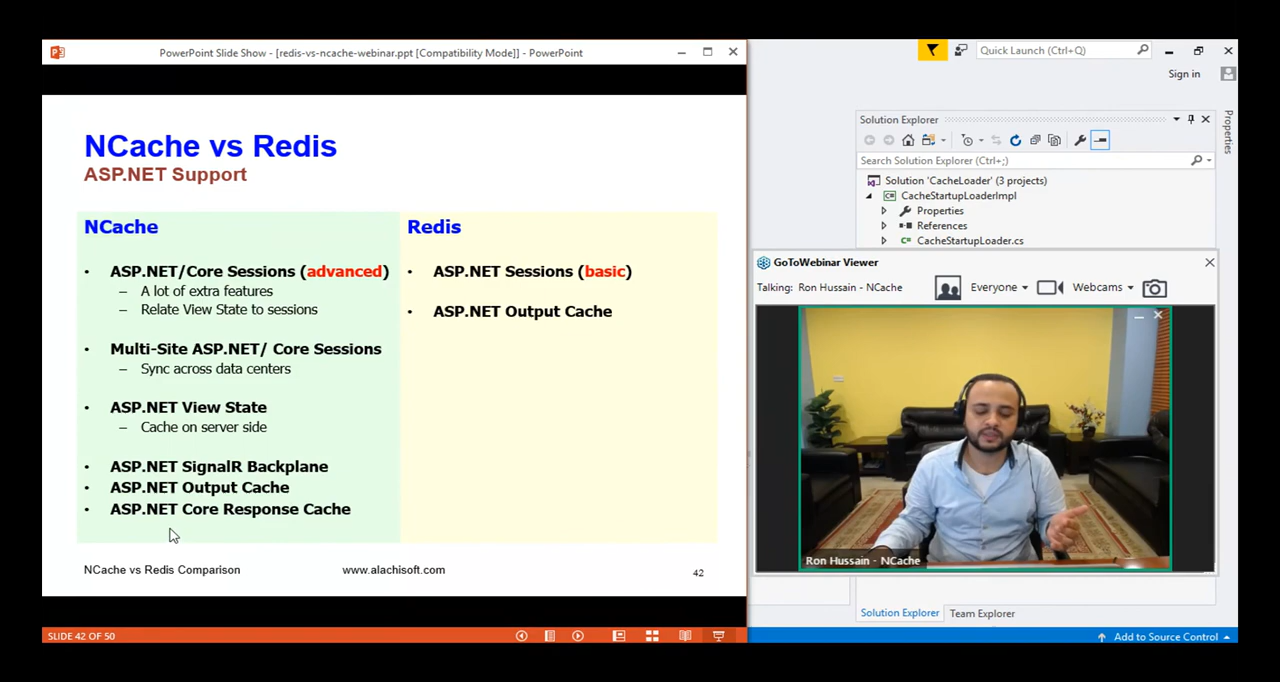 PowerPoint Slide Show - [redis-vs-ncache-webinar.ppt [Compatibility Mode]] - PowerPoint
NCache vs Redis
ASP.NET Support
NCache
• ASP.NET/Core Sessions (advanced)
– A lot of extra features
– Relate View State to sessions
• Multi-Site ASP.NET/ Core Sessions
– Sync across data centers
• ASP.NET View State
– Cache on server side
• ASP.NET SignalR Backplane
• ASP.NET Output Cache
• ASP.NET Core Response Cache
Redis
• ASP.NET Sessions (basic)
• ASP.NET Output Cache
NCache vs Redis Comparison
www.alachisoft.com
42
SLIDE 42 OF 50
Quick Launch (Ctrl+Q)
Sign in
Solution Explorer
Search Solution Explorer (Ctrl+;)
Solution 'CacheLoader' (3 projects)
CacheStartupLoaderImpl
Properties
References
CacheStartupLoader.cs
Properties
GoToWebinar Viewer
Talking: Ron Hussain - NCache
Everyone
Webcams
Ron Hussain - NCache
Solution Explorer
Team Explorer
Add to Source Control